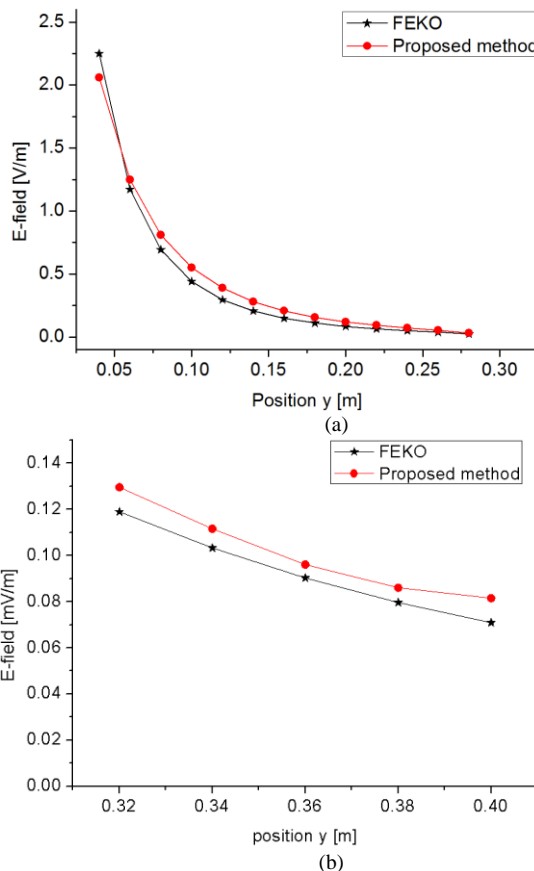 FEKO
Proposed method
2.5
2.0
1.5
1.0
0.5
0.0
E-field [V/m]
0.05 0.10 0.15 0.20 0.25 0.30
Position y [m]
(a)
FEKO
Proposed method
0.14
0.12
0.10
0.08
0.06
0.04
0.02
0.00
E-field [mV/m]
0.32 0.34 0.36 0.38 0.40
position y [m]
(b)